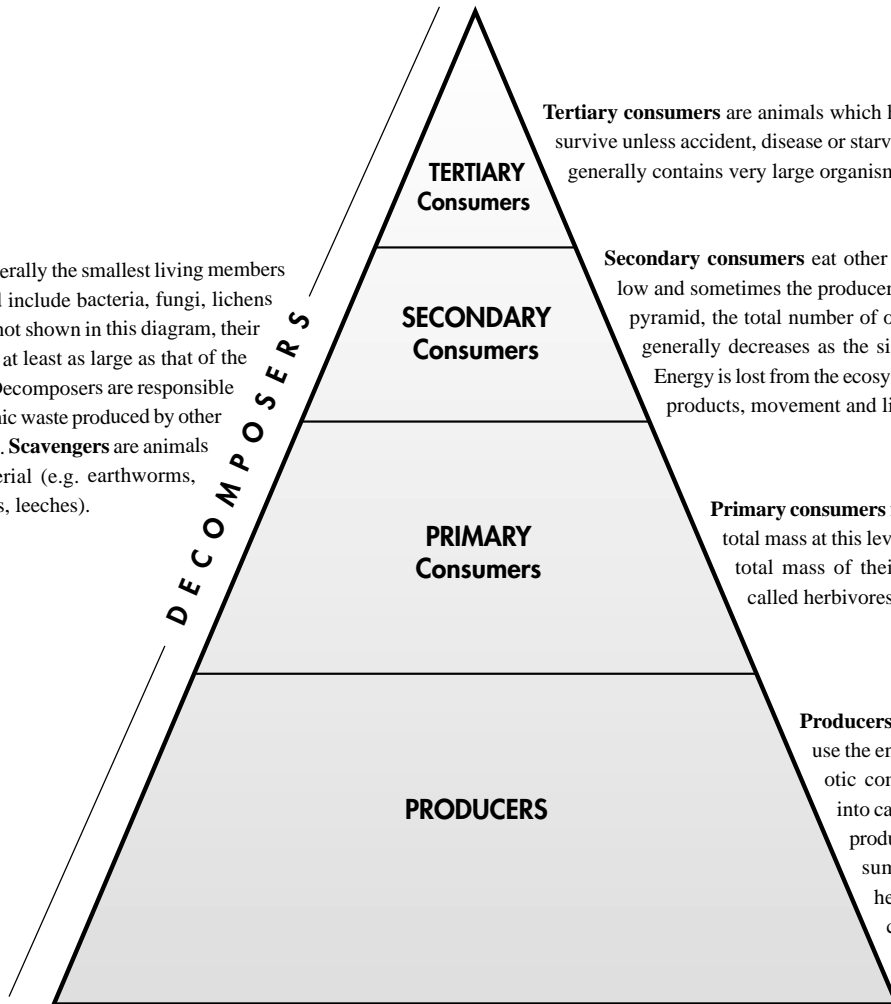 Tertiary consumers are animals which
survive unless accident, disease or starv
generally contains very large organism
TERTIARY
Consumers
erally the smallest living members
include bacteria, fungi, lichens
not shown in this diagram, their
at least as large as that of the
Decomposers are responsible
nic waste produced by other
. Scavengers are animals
erial (e.g. earthworms,
s, leeches).
DECOMPOSERS
Secondary consumers eat other
low and sometimes the producer
pyramid, the total number of o
generally decreases as the si
Energy is lost from the ecosy
products, movement and li
SECONDARY
Consumers
Primary consumers
total mass at this lev
total mass of thei
called herbivores
PRIMARY
Consumers
Producers
use the en
otic con
into ca
produ
sum
he
PRODUCERS